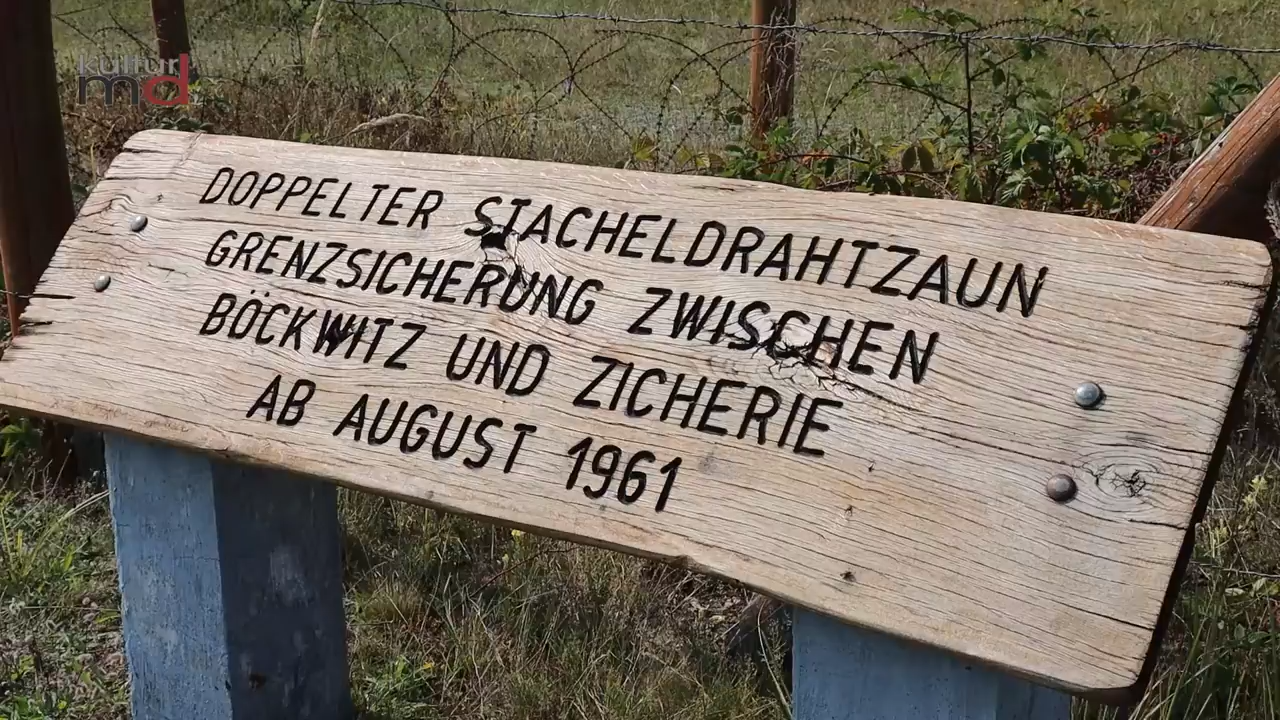 kultur
md
DOPPELTER STACHELDRAHTZAUN
GRENZSICHERUNG ZWISCHEN
BÖCKWITZ UND ZICHERIE
AB AUGUST 1961